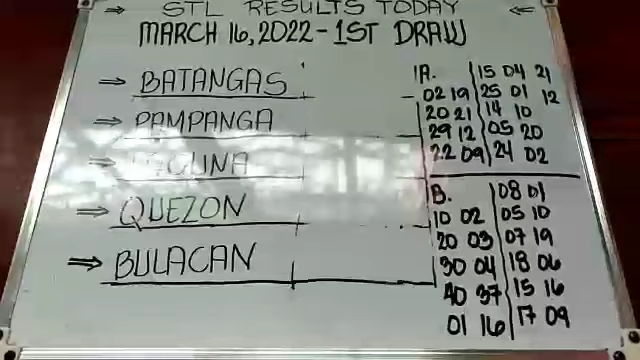 ⇒ STL RESULTS TODAY ⇐
MARCH 16, 2022 - 1ST DRAW
⇒ BATANGAS
⇒ PAMPANGA
⇒ LAGUNA
⇒ QUEZON
⇒ BULACAN
A.
02 19
20 21
29 12
22 09
15 04 21
25 01 12
14 10
05 20
24 02
B.
10 02
20 03
30 04
40 37
01 16
08 01
05 10
07 19
18 06
15 16
17 09